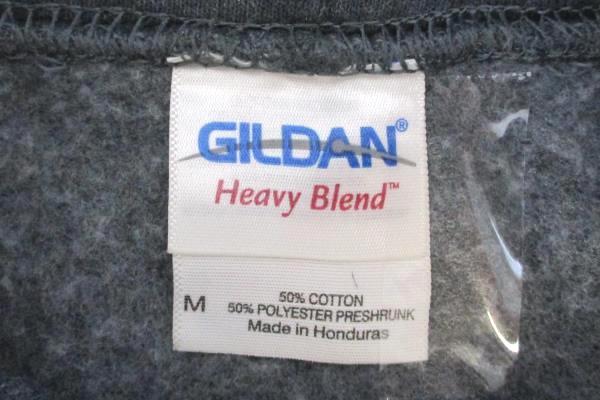 GILDAN®
Heavy Blend™
M
50% COTTON
50% POLYESTER PRESHRUNK
Made in Honduras